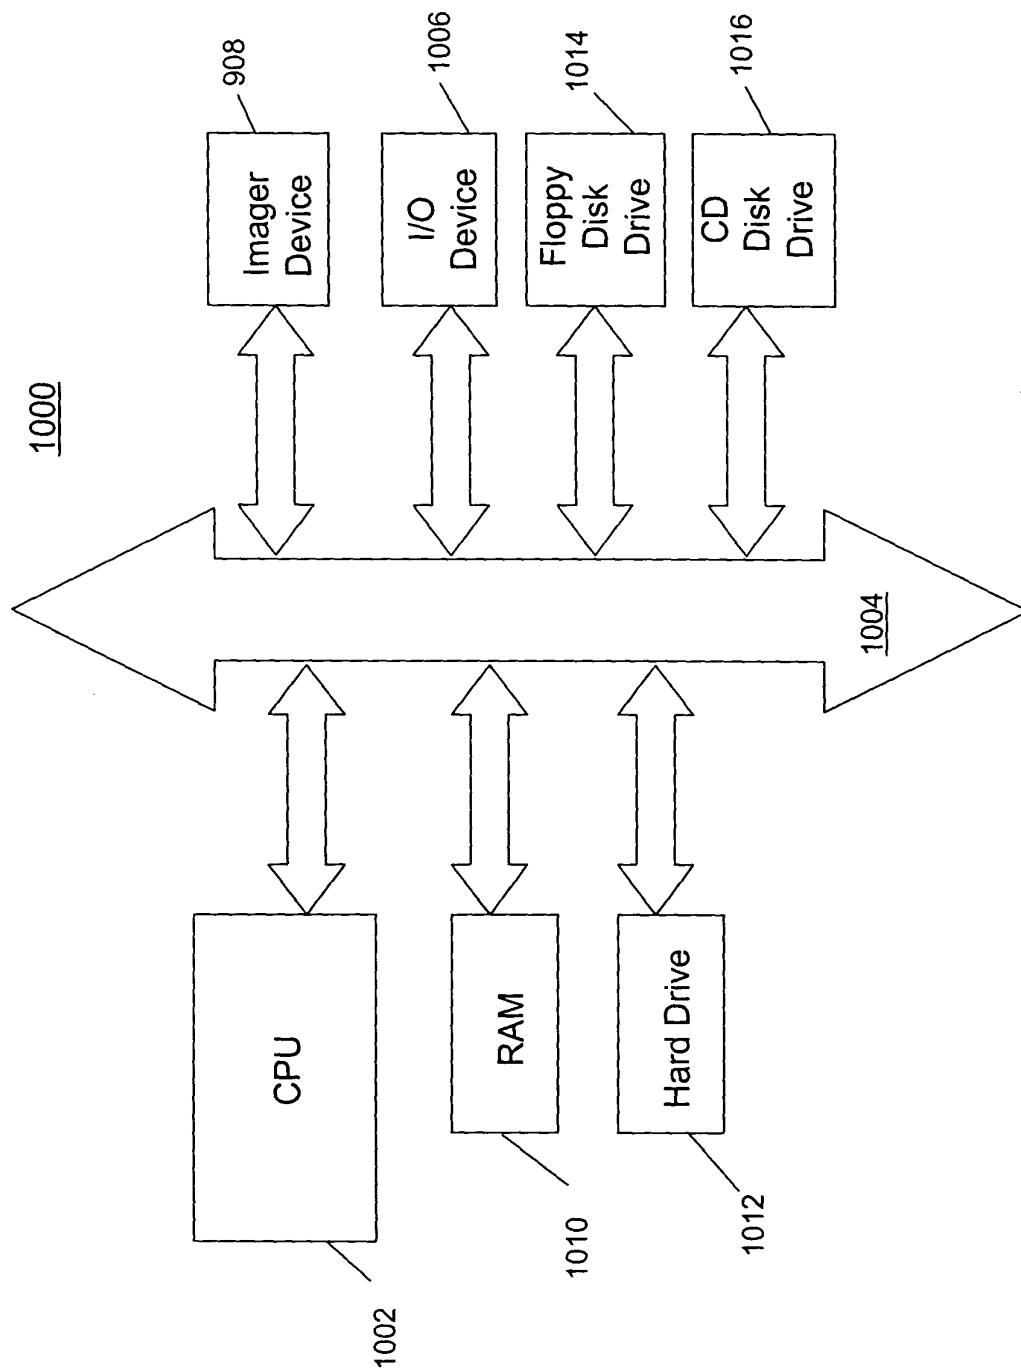 1000
908
Imager
Device
1006
I/O
Device
1014
Floppy
Disk
Drive
1016
CD
Disk
Drive
1004
CPU
1002
RAM
1010
Hard Drive
1012